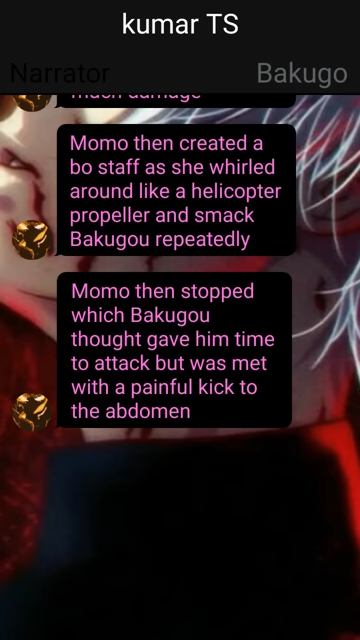 kumar TS
Narrator
Bakugo
much damage
Momo then created a
bo staff as she whirled
around like a helicopter
propeller and smack
Bakugou repeatedly
Momo then stopped
which Bakugou
thought gave him time
to attack but was met
with a painful kick to
the abdomen